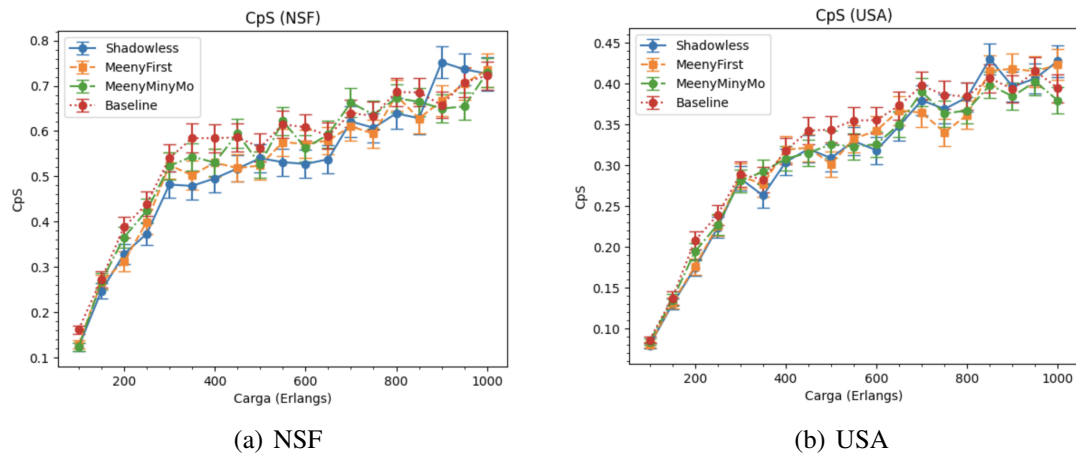 CpS (NSF)
Shadowless
MeenyFirst
MeenyMinyMo
Baseline
0.8
0.7
0.6
0.5
0.4
0.3
0.2
0.1
CpS
200
400
600
800
1000
Carga (Erlangs)
(a) NSF
CpS (USA)
Shadowless
MeenyFirst
MeenyMinyMo
Baseline
0.45
0.40
0.35
0.30
0.25
0.20
0.15
0.10
CpS
200
400
600
800
1000
Carga (Erlangs)
(b) USA